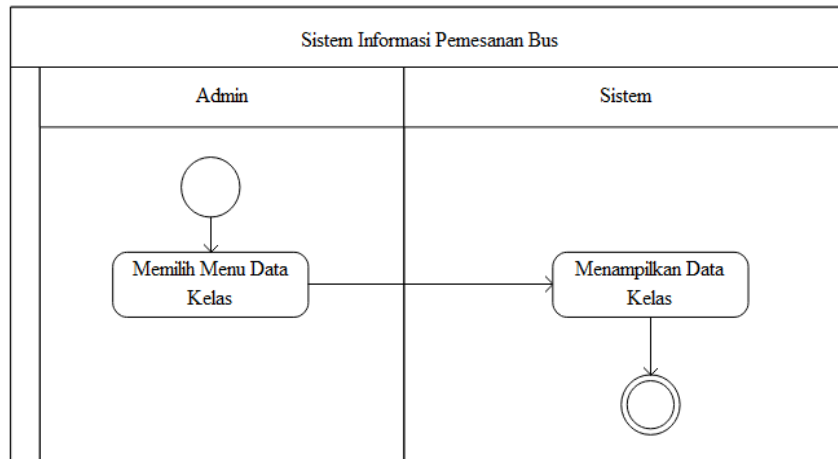 Sistem Informasi Pemesanan Bus
Admin
Sistem
Memilih Menu Data
Kelas
Menampilkan Data
Kelas